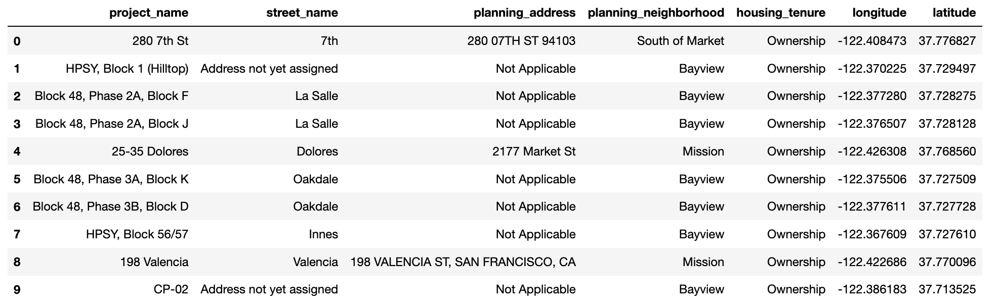 project_name street_name planning_address planning_neighborhood housing_tenure longitude latitude
0 280 7th St 7th 280 07TH ST 94103 South of Market Ownership -122.408473 37.776827
1 HPSY, Block 1 (Hilltop) Address not yet assigned Not Applicable Bayview Ownership -122.370225 37.729497
2 Block 48, Phase 2A, Block F La Salle Not Applicable Bayview Ownership -122.377280 37.728275
3 Block 48, Phase 2A, Block J La Salle Not Applicable Bayview Ownership -122.376507 37.728128
4 25-35 Dolores Dolores 2177 Market St Mission Ownership -122.426308 37.768560
5 Block 48, Phase 3A, Block K Oakdale Not Applicable Bayview Ownership -122.375506 37.727509
6 Block 48, Phase 3B, Block D Oakdale Not Applicable Bayview Ownership -122.377611 37.727728
7 HPSY, Block 56/57 Innes Not Applicable Bayview Ownership -122.367609 37.727610
8 198 Valencia Valencia 198 VALENCIA ST, SAN FRANCISCO, CA Mission Ownership -122.422686 37.770096
9 CP-02 Address not yet assigned Not Applicable Bayview Ownership -122.386183 37.713525